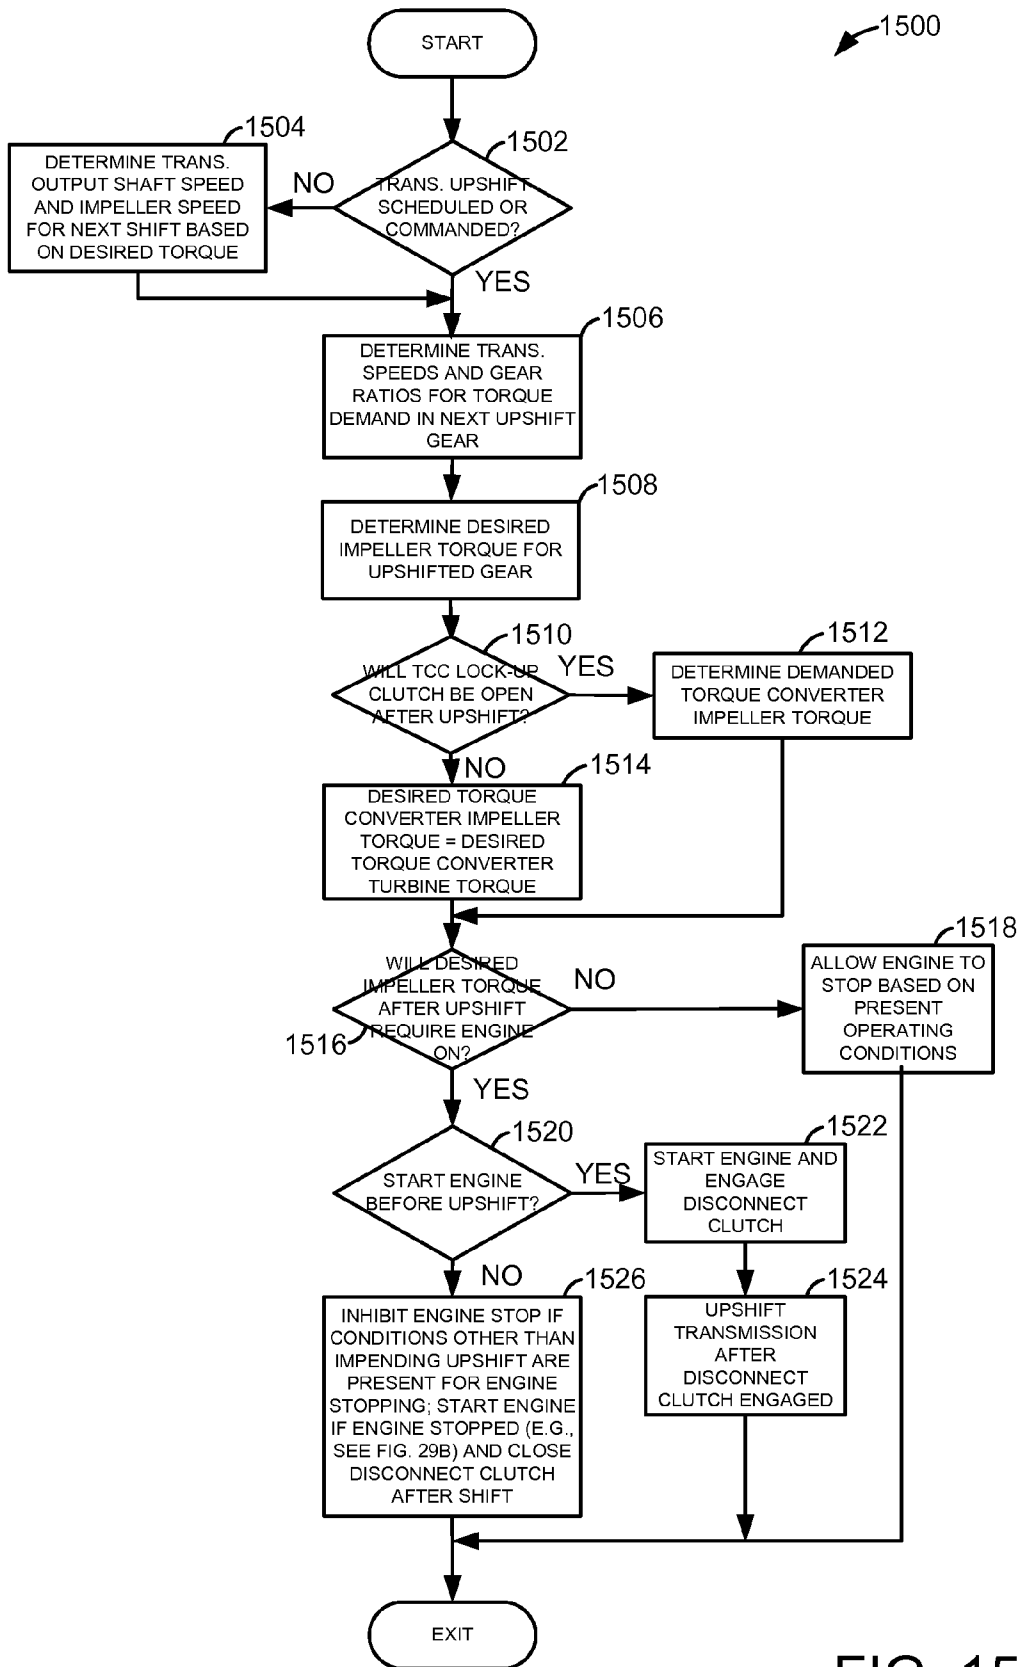 START
1500
1504
1502
DETERMINE TRANS.
OUTPUT SHAFT SPEED
AND IMPELLER SPEED
FOR NEXT SHIFT BASED
ON DESIRED TORQUE
NO
TRANS. UPSHIFT
SCHEDULED OR
COMMANDED?
YES
1506
DETERMINE TRANS.
SPEEDS AND GEAR
RATIOS FOR TORQUE
DEMAND IN NEXT UPSHIFT
GEAR
1508
DETERMINE DESIRED
IMPELLER TORQUE FOR
UPSHIFTED GEAR
1510
WILL TCC LOCK-UP
CLUTCH BE OPEN
AFTER UPSHIFT?
YES
1512
DETERMINE DEMANDED
TORQUE CONVERTER
IMPELLER TORQUE
NO
1514
DESIRED TORQUE
CONVERTER IMPELLER
TORQUE = DESIRED
TORQUE CONVERTER
TURBINE TORQUE
1516
WILL DESIRED
IMPELLER TORQUE
AFTER UPSHIFT
REQUIRE ENGINE
ON?
NO
1518
ALLOW ENGINE TO
STOP BASED ON
PRESENT
OPERATING
CONDITIONS
YES
1520
START ENGINE
BEFORE UPSHIFT?
YES
1522
START ENGINE AND
ENGAGE
DISCONNECT
CLUTCH
1524
UPSHIFT
TRANSMISSION
AFTER
DISCONNECT
CLUTCH ENGAGED
NO
1526
INHIBIT ENGINE STOP IF
CONDITIONS OTHER THAN
IMPENDING UPSHIFT ARE
PRESENT FOR ENGINE
STOPPING; START ENGINE
IF ENGINE STOPPED (E.G.,
SEE FIG. 29B) AND CLOSE
DISCONNECT CLUTCH
AFTER SHIFT
EXIT
FIG. 15